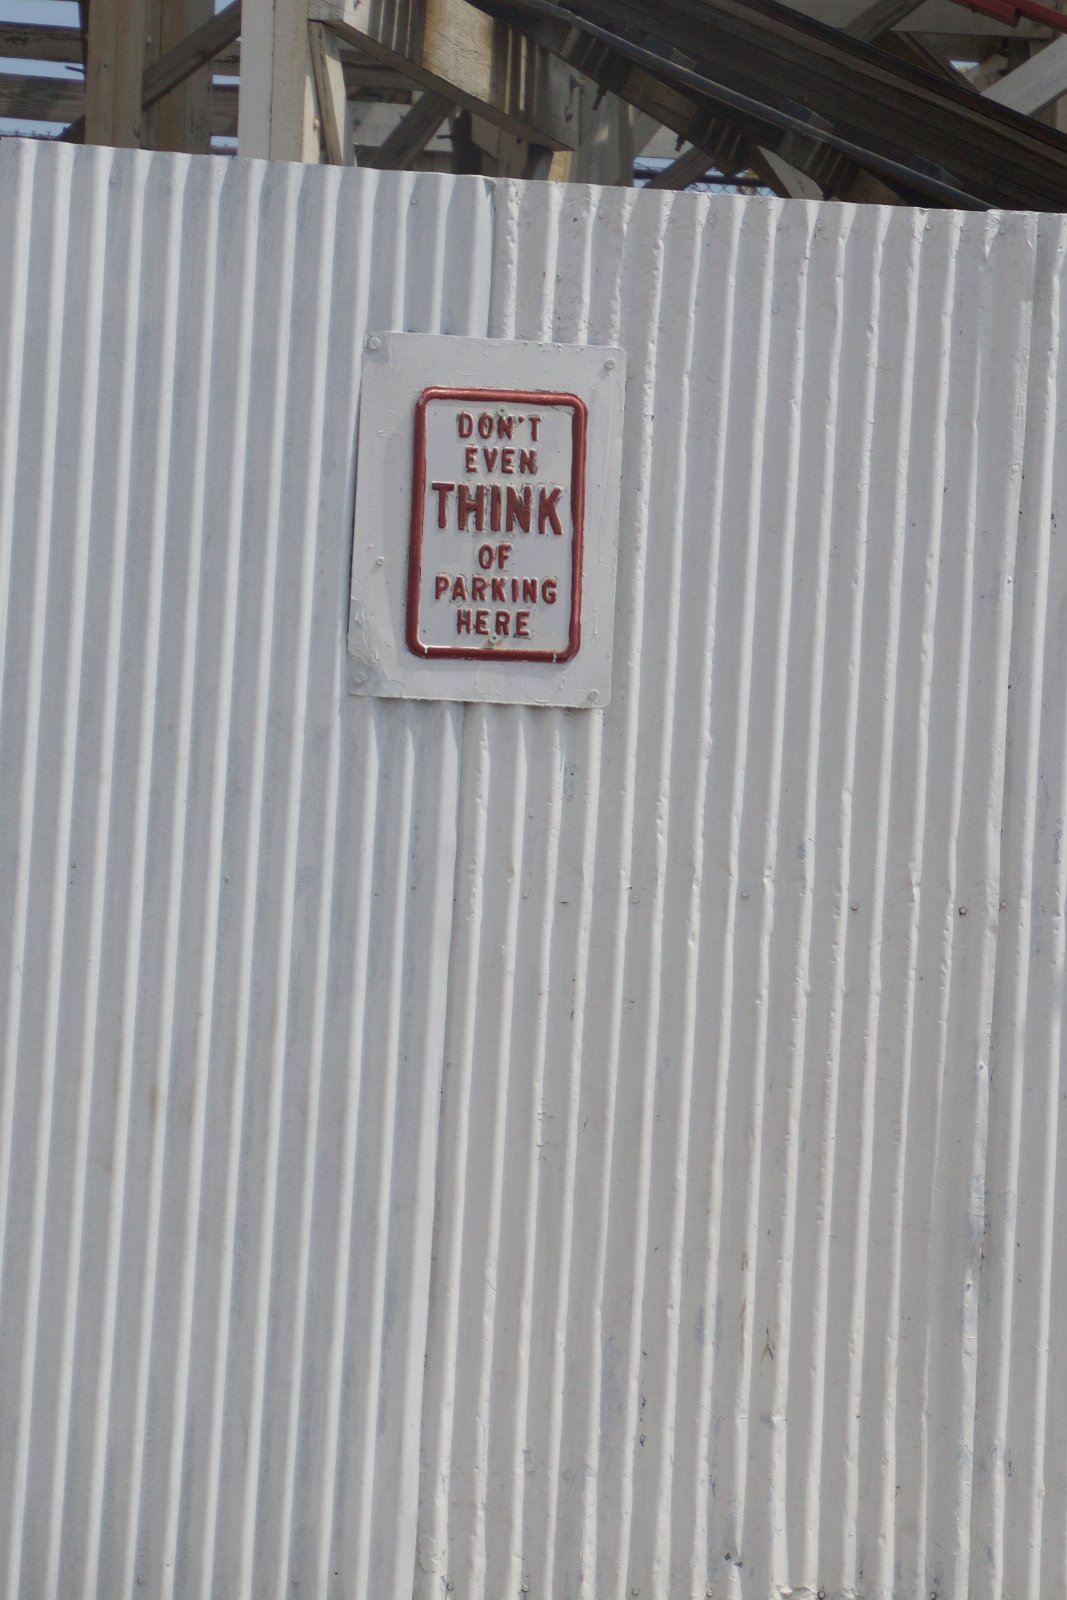 DON'T
EVEN
THINK
OF
PARKING
HERE